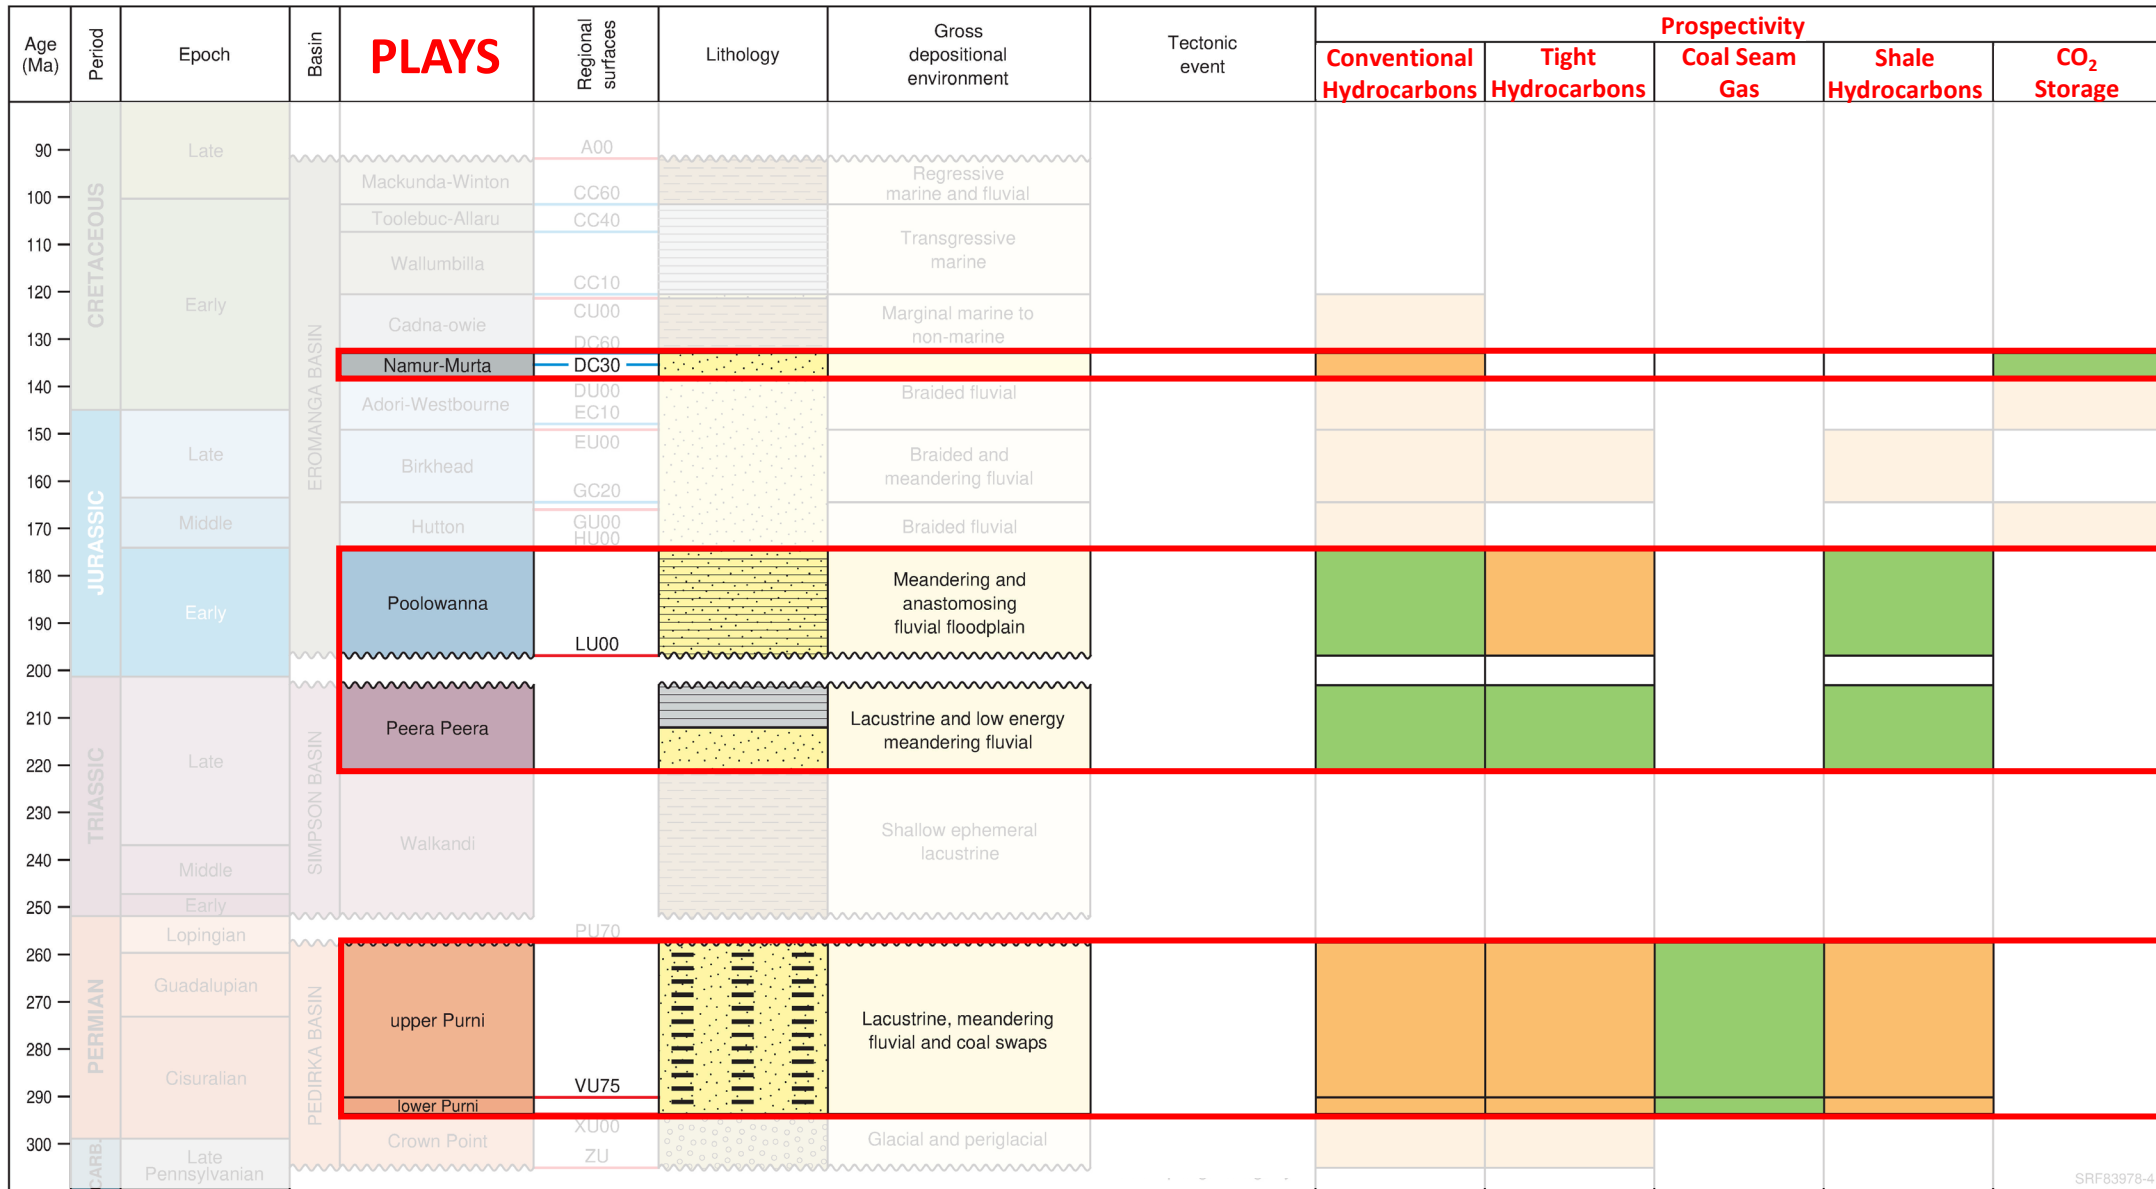 Age
(Ma)
Period
Epoch
Basin
PLAYS
Regional
surfaces
Lithology
Gross
depositional
environment
Tectonic
event
Prospectivity
Conventional
Hydrocarbons
Tight
Hydrocarbons
Coal Seam
Gas
Shale
Hydrocarbons
CO2
Storage
90
100
110
120
130
140
150
160
170
180
190
200
210
220
230
240
250
260
270
280
290
300
CRETACEOUS
JURASSIC
TRIASSIC
PERMIAN
CARB.
Late
Early
Late
Middle
Early
Late
Middle
Early
Lopingian
Guadalupian
Cisuralian
Late
Pennsylvanian
EROMANGA BASIN
SIMPSON BASIN
PEDIRKA BASIN
Mackunda-Winton
Toolebuc-Allaru
Wallumbilla
Cadna-owie
Namur-Murta
Adori-Westbourne
Birkhead
Hutton
Poolowanna
Peera Peera
Walkandi
upper Purni
lower Purni
Crown Point
A00
CC60
CC40
CC10
CU00
DC60
DC30
DU00
EC10
EU00
GC20
GU00
HU00
LU00
PU70
VU75
XU00
ZU
Regressive
marine and fluvial
Transgressive
marine
Marginal marine to
non-marine
Braided fluvial
Braided and
meandering fluvial
Braided fluvial
Meandering and
anastomosing
fluvial floodplain
Lacustrine and low energy
meandering fluvial
Shallow ephemeral
lacustrine
Lacustrine, meandering
fluvial and coal swaps
Glacial and periglacial
SRF83978-4